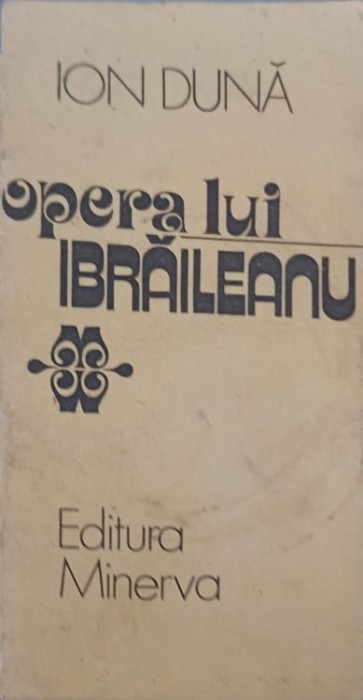 ION DUNĂ
opera lui
IBRĂILEANU
Editura
Minerva